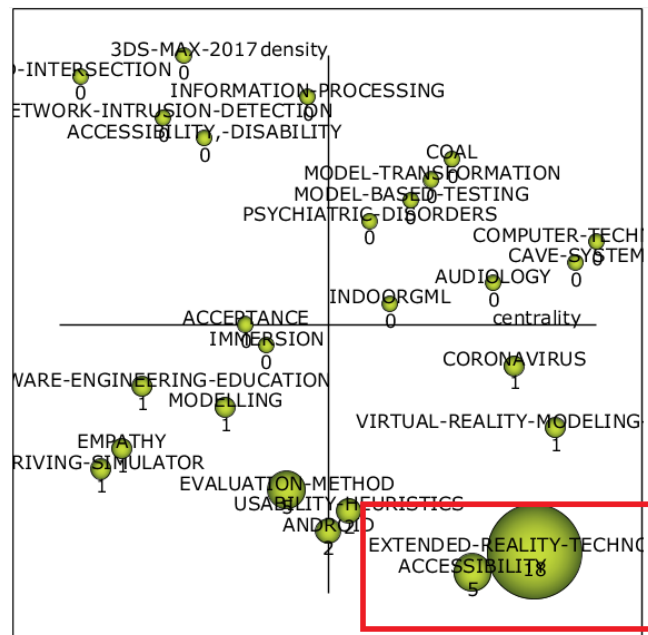 3DS-MAX-2017 density
O-INTERSECTION
0
0
INFORMATION-PROCESSING
0
ETWORK-INTRUSION-DETECTION
0
ACCESSIBILITY,-DISABILITY
0
COAL
0
MODEL-TRANSFORMATION
0
MODEL-BASED-TESTING
0
PSYCHIATRIC-DISORDERS
0
COMPUTER-TECH
0
CAVE-SYSTEM
0
AUDIOLOGY
0
INDOORGML
0
ACCEPTANCE
0
centrality
IMMERSION
0
CORONAVIRUS
1
WARE-ENGINEERING-EDUCATION
1
MODELLING
1
VIRTUAL-REALITY-MODELING-
1
EMPATHY
1
RIVING-SIMULATOR
1
EVALUATION-METHOD
5
USABILITY-HEURISTICS
2
ANDROID
2
EXTENDED-REALITY-TECHNO
18
ACCESSIBILITY
5